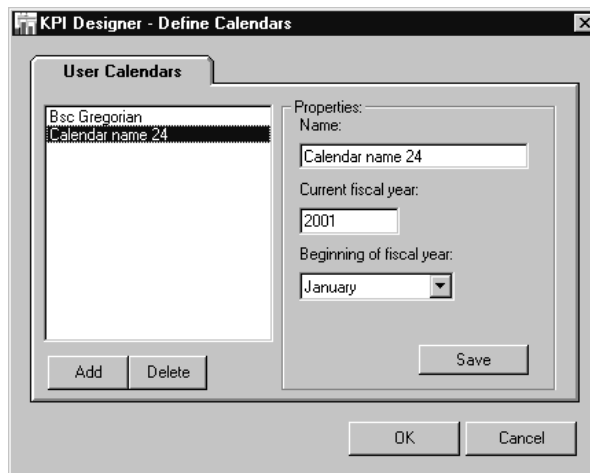 KPI Designer - Define Calendars
User Calendars
Bsc Gregorian
Calendar name 24
Add
Delete
Properties:
Name:
Calendar name 24
Current fiscal year:
2001
Beginning of fiscal year:
January
Save
OK
Cancel